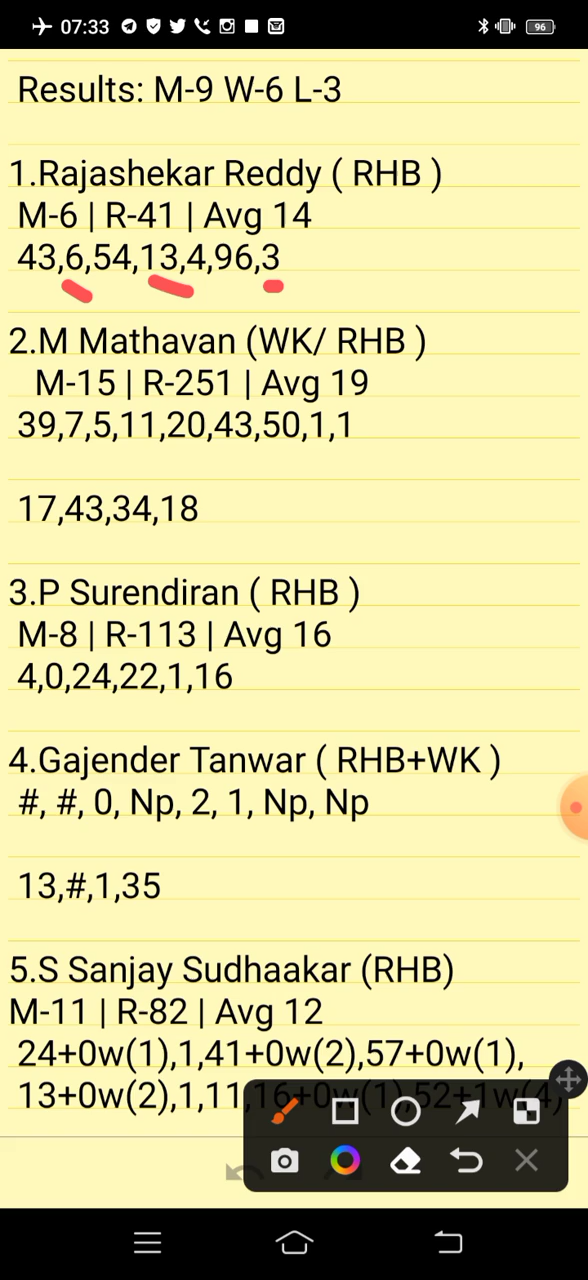 07:33
96
Results: M-9 W-6 L-3
1.Rajashekar Reddy ( RHB )
M-6 | R-41 | Avg 14
43,6,54,13,4,96,3
2.M Mathavan (WK/ RHB )
M-15 | R-251 | Avg 19
39,7,5,11,20,43,50,1,1
17,43,34,18
3.P Surendiran ( RHB )
M-8 | R-113 | Avg 16
4,0,24,22,1,16
4.Gajender Tanwar ( RHB+WK )
#, #, 0, Np, 2, 1, Np, Np
13,#,1,35
5.S Sanjay Sudhaakar (RHB)
M-11 | R-82 | Avg 12
24+0w(1),1,41+0w(2),57+0w(1),
13+0w(2),1,11,16+0w(1),52+1w(4)